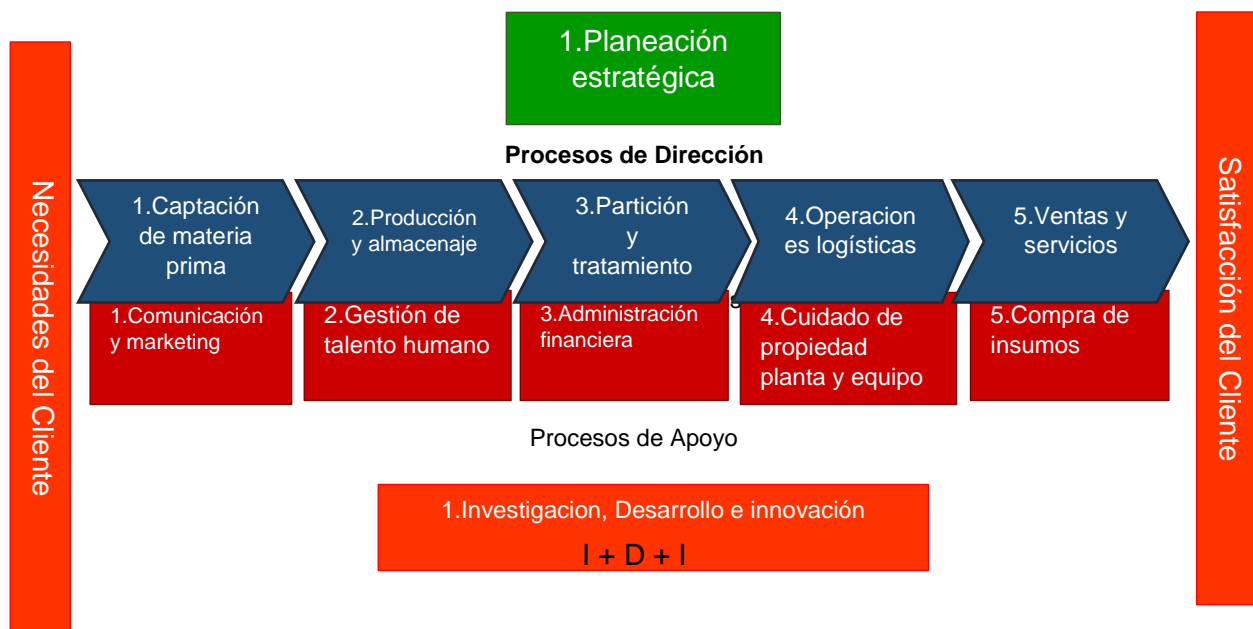 1.Planeación
estratégica
Procesos de Dirección
Necesidades del Cliente
1.Captación
de materia
prima
2.Producción
y almacenaje
3.Partición
y
tratamiento
4.Operacion
es logísticas
5.Ventas y
servicios
Satisfacción del Cliente
1.Comunicación
y marketing
2.Gestión de
talento humano
3.Administración
financiera
4.Cuidado de
propiedad
planta y equipo
5.Compra de
insumos
Procesos de Apoyo
1.Investigacion, Desarrollo e innovación
I + D + I